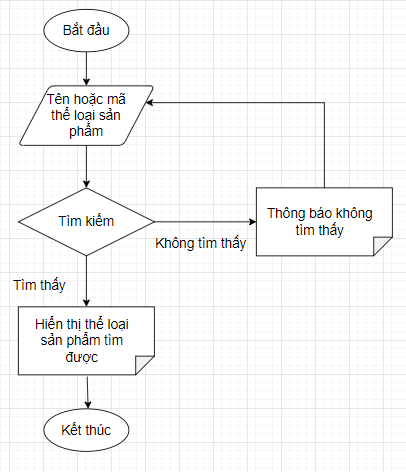 Bắt đầu
Tên hoặc mã
thể loại sản
phẩm
Tìm kiếm
Không tìm thấy
Thông báo không
tìm thấy
Tìm thấy
Hiển thị thể loại
sản phẩm tìm
được
Kết thúc